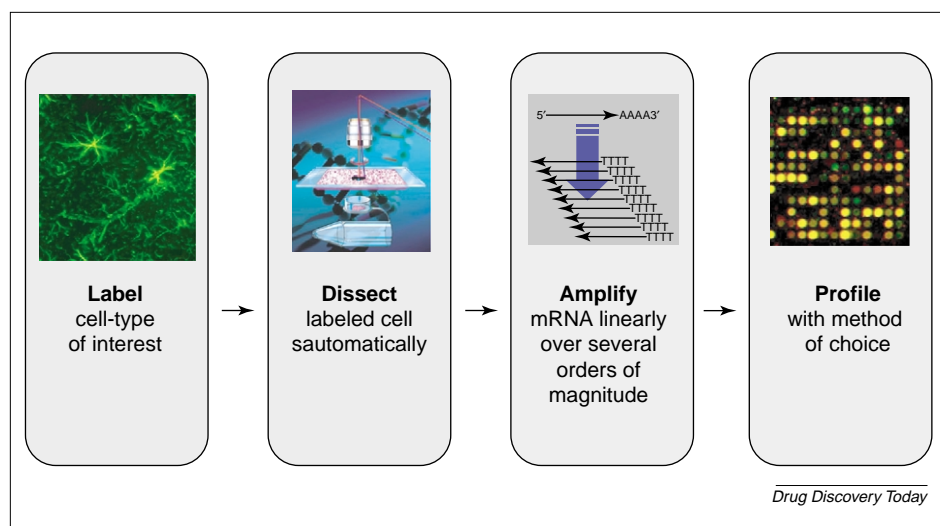 5′ AAAA3′
TTTT
TTTT
TTTT
TTTT
TTTT
TTTT
TTTT
TTTT
TTTT
Label
cell-type
of interest
Dissect
labeled cell
sautomatically
Amplify
mRNA linearly
over several
orders of
magnitude
Profile
with method
of choice
Drug Discovery Today